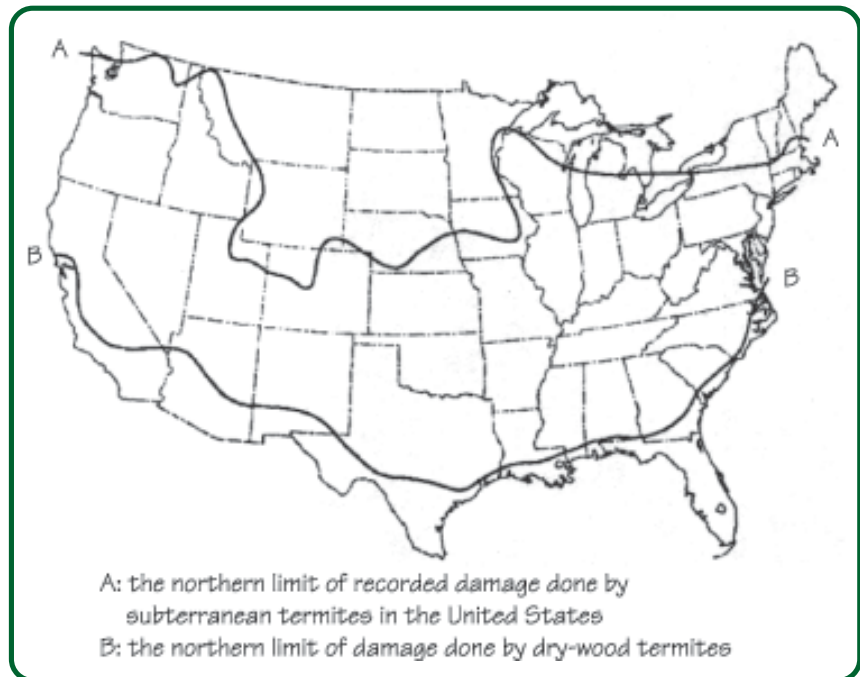 A
A
B
B
A: the northern limit of recorded damage done by
subterranean termites in the United States
B: the northern limit of damage done by dry-wood termites